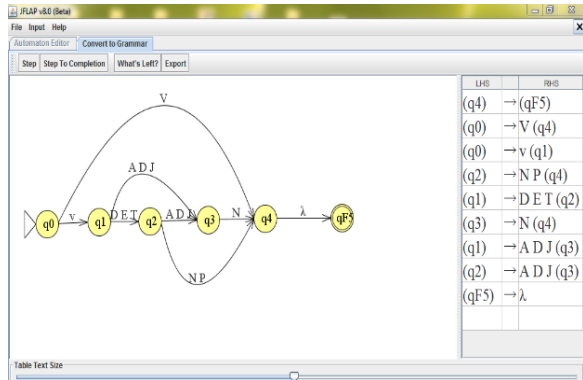 JFLAP v8.0 (Beta)
File Input Help
Automaton Editor Convert to Grammar
Step Step To Completion What's Left? Export
V
ADJ
v DET ADJ N λ
q0 q1 q2 q3 q4 qF5
NP
LHS RHS
(q4) → (qF5)
(q0) → V (q4)
(q0) → v (q1)
(q2) → N P (q4)
(q1) → D E T (q2)
(q3) → N (q4)
(q1) → A D J (q3)
(q2) → A D J (q3)
(qF5) → λ
Table Text Size